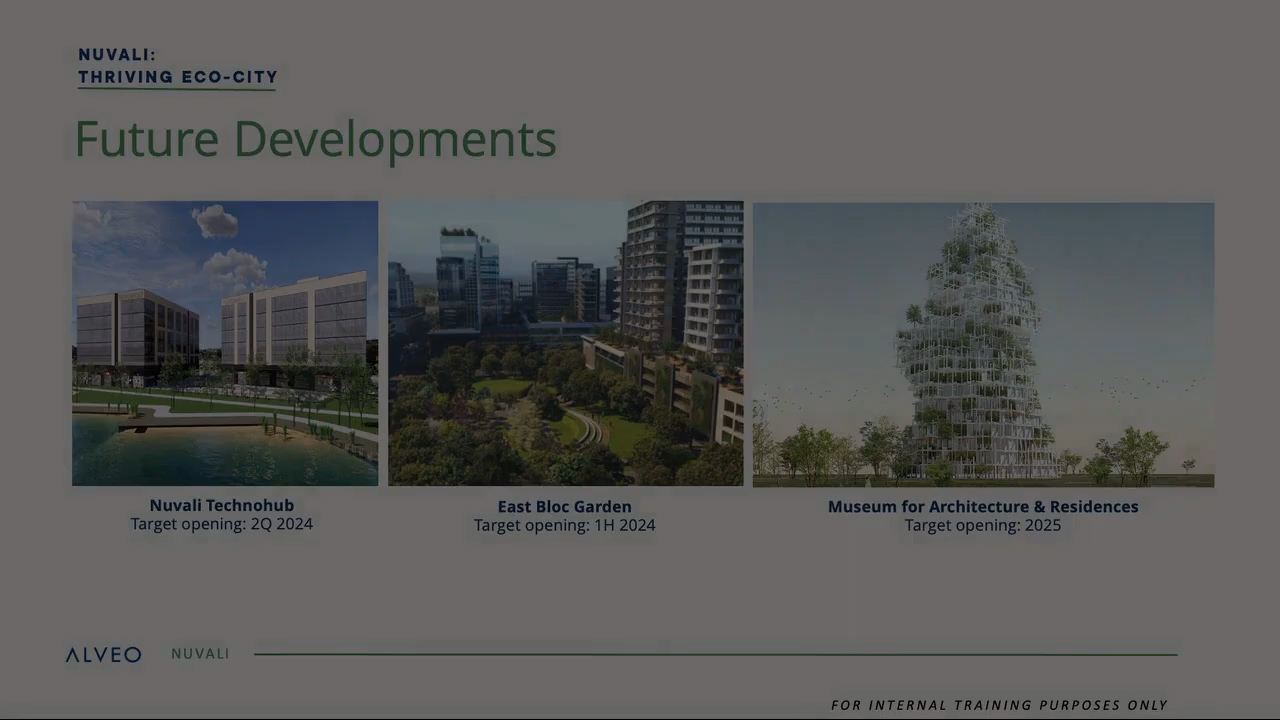 NUVALI:
THRIVING ECO-CITY
Future Developments
Nuvali Technohub
Target opening: 2Q 2024
East Bloc Garden
Target opening: 1H 2024
Museum for Architecture & Residences
Target opening: 2025
ALVEO
NUVALI
FOR INTERNAL TRAINING PURPOSES ONLY